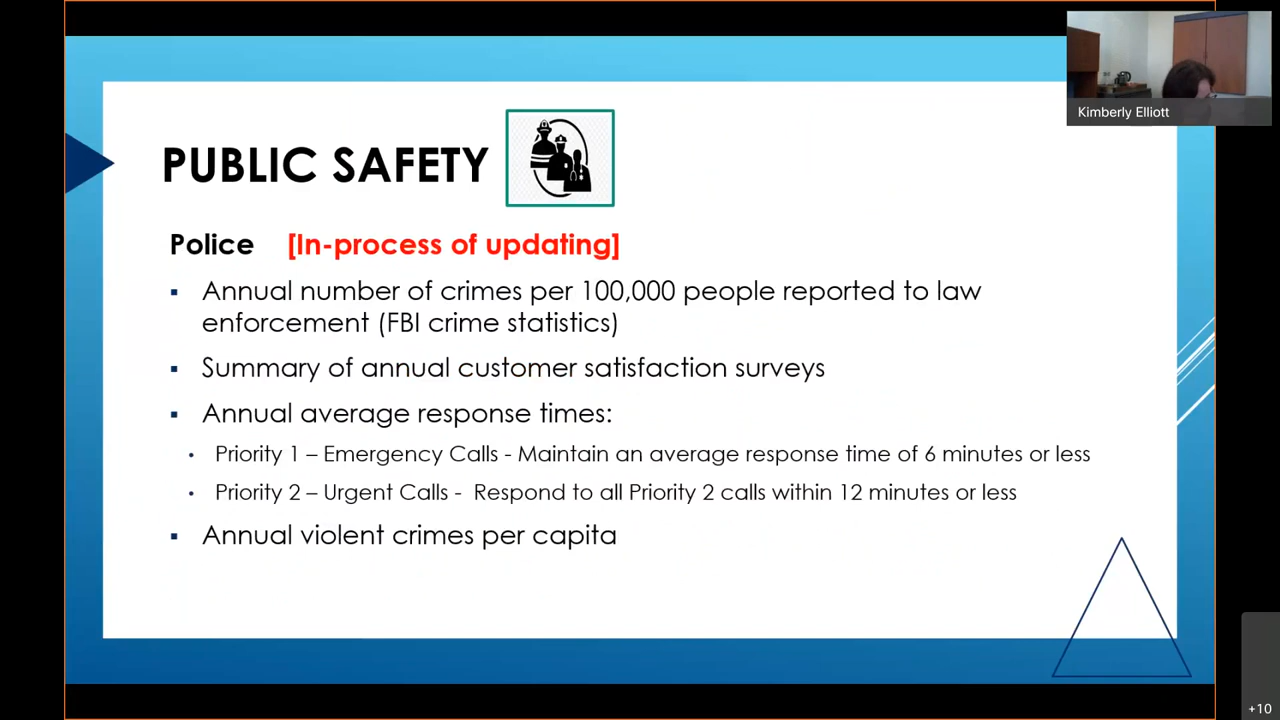 Kimberly Elliott
PUBLIC SAFETY
Police [In-process of updating]
▪ Annual number of crimes per 100,000 people reported to law
enforcement (FBI crime statistics)
▪ Summary of annual customer satisfaction surveys
▪ Annual average response times:
• Priority 1 – Emergency Calls - Maintain an average response time of 6 minutes or less
• Priority 2 – Urgent Calls - Respond to all Priority 2 calls within 12 minutes or less
▪ Annual violent crimes per capita
+10